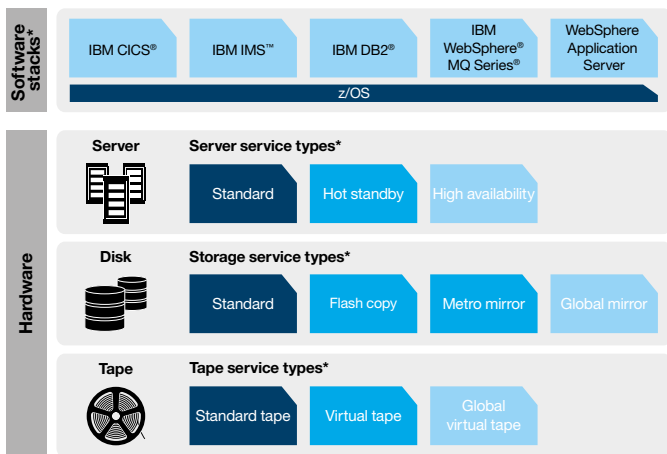 Software
stacks*
IBM CICS®
IBM IMS™
IBM DB2®
IBM
WebSphere®
MQ Series®
WebSphere
Application
Server
z/OS
Hardware
Server
Server service types*
Standard
Hot standby
High availability
Disk
Storage service types*
Standard
Flash copy
Metro mirror
Global mirror
Tape
Tape service types*
Standard tape
Virtual tape
Global
virtual tape